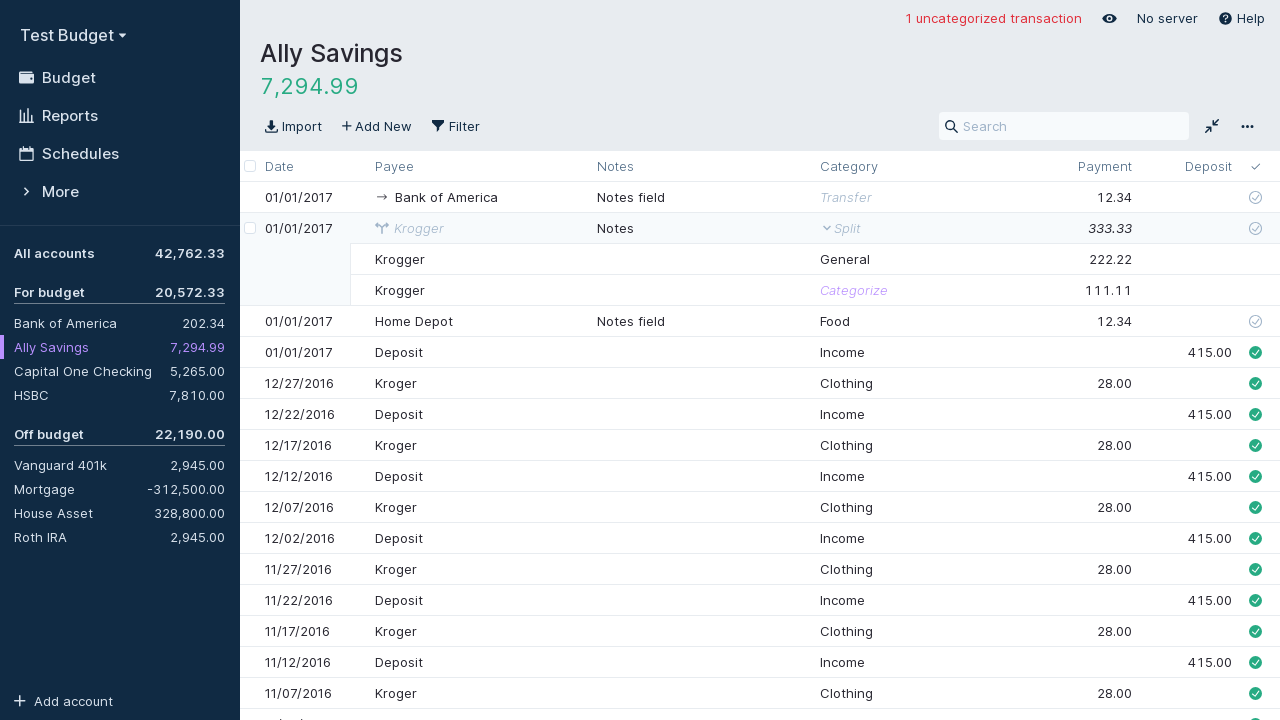 Test Budget
Budget
Reports
Schedules
More
All accounts 42,762.33
For budget 20,572.33
Bank of America 202.34
Ally Savings 7,294.99
Capital One Checking 5,265.00
HSBC 7,810.00
Off budget 22,190.00
Vanguard 401k 2,945.00
Mortgage -312,500.00
House Asset 328,800.00
Roth IRA 2,945.00
Add account
1 uncategorized transaction No server Help
Ally Savings
7,294.99
Import Add New Filter Search
Date Payee Notes Category Payment Deposit
01/01/2017 Bank of America Notes field Transfer 12.34
01/01/2017 Krogger Notes Split 333.33
Krogger General 222.22
Krogger Categorize 111.11
01/01/2017 Home Depot Notes field Food 12.34
01/01/2017 Deposit Income 415.00
12/27/2016 Kroger Clothing 28.00
12/22/2016 Deposit Income 415.00
12/17/2016 Kroger Clothing 28.00
12/12/2016 Deposit Income 415.00
12/07/2016 Kroger Clothing 28.00
12/02/2016 Deposit Income 415.00
11/27/2016 Kroger Clothing 28.00
11/22/2016 Deposit Income 415.00
11/17/2016 Kroger Clothing 28.00
11/12/2016 Deposit Income 415.00
11/07/2016 Kroger Clothing 28.00